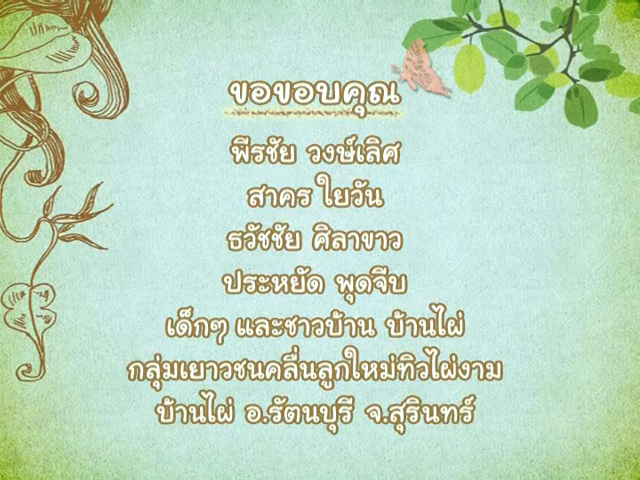 ขอขอบคุณ
พีรชัย วงษ์เลิศ
สาคร ใยวัน
ธวัชชัย ศิลาขาว
ประหยัด พุดจีบ
เด็กๆ และชาวบ้าน บ้านไผ่
กลุ่มเยาวชนคลื่นลูกใหม่ทิวไผ่งาม
บ้านไผ่ อ.รัตนบุรี จ.สุรินทร์